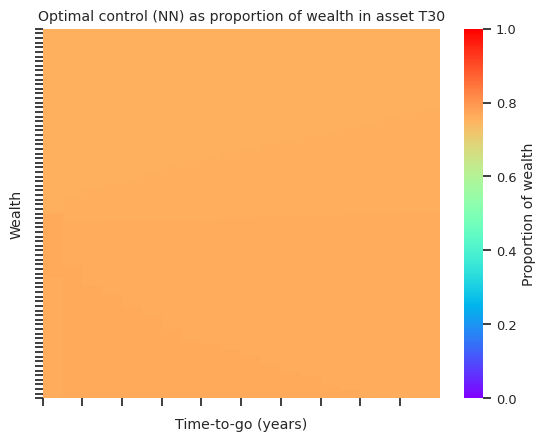 Optimal control (NN) as proportion of wealth in asset T30
Wealth
Time-to-go (years)
1.0
0.8
0.6
0.4
0.2
0.0
Proportion of wealth